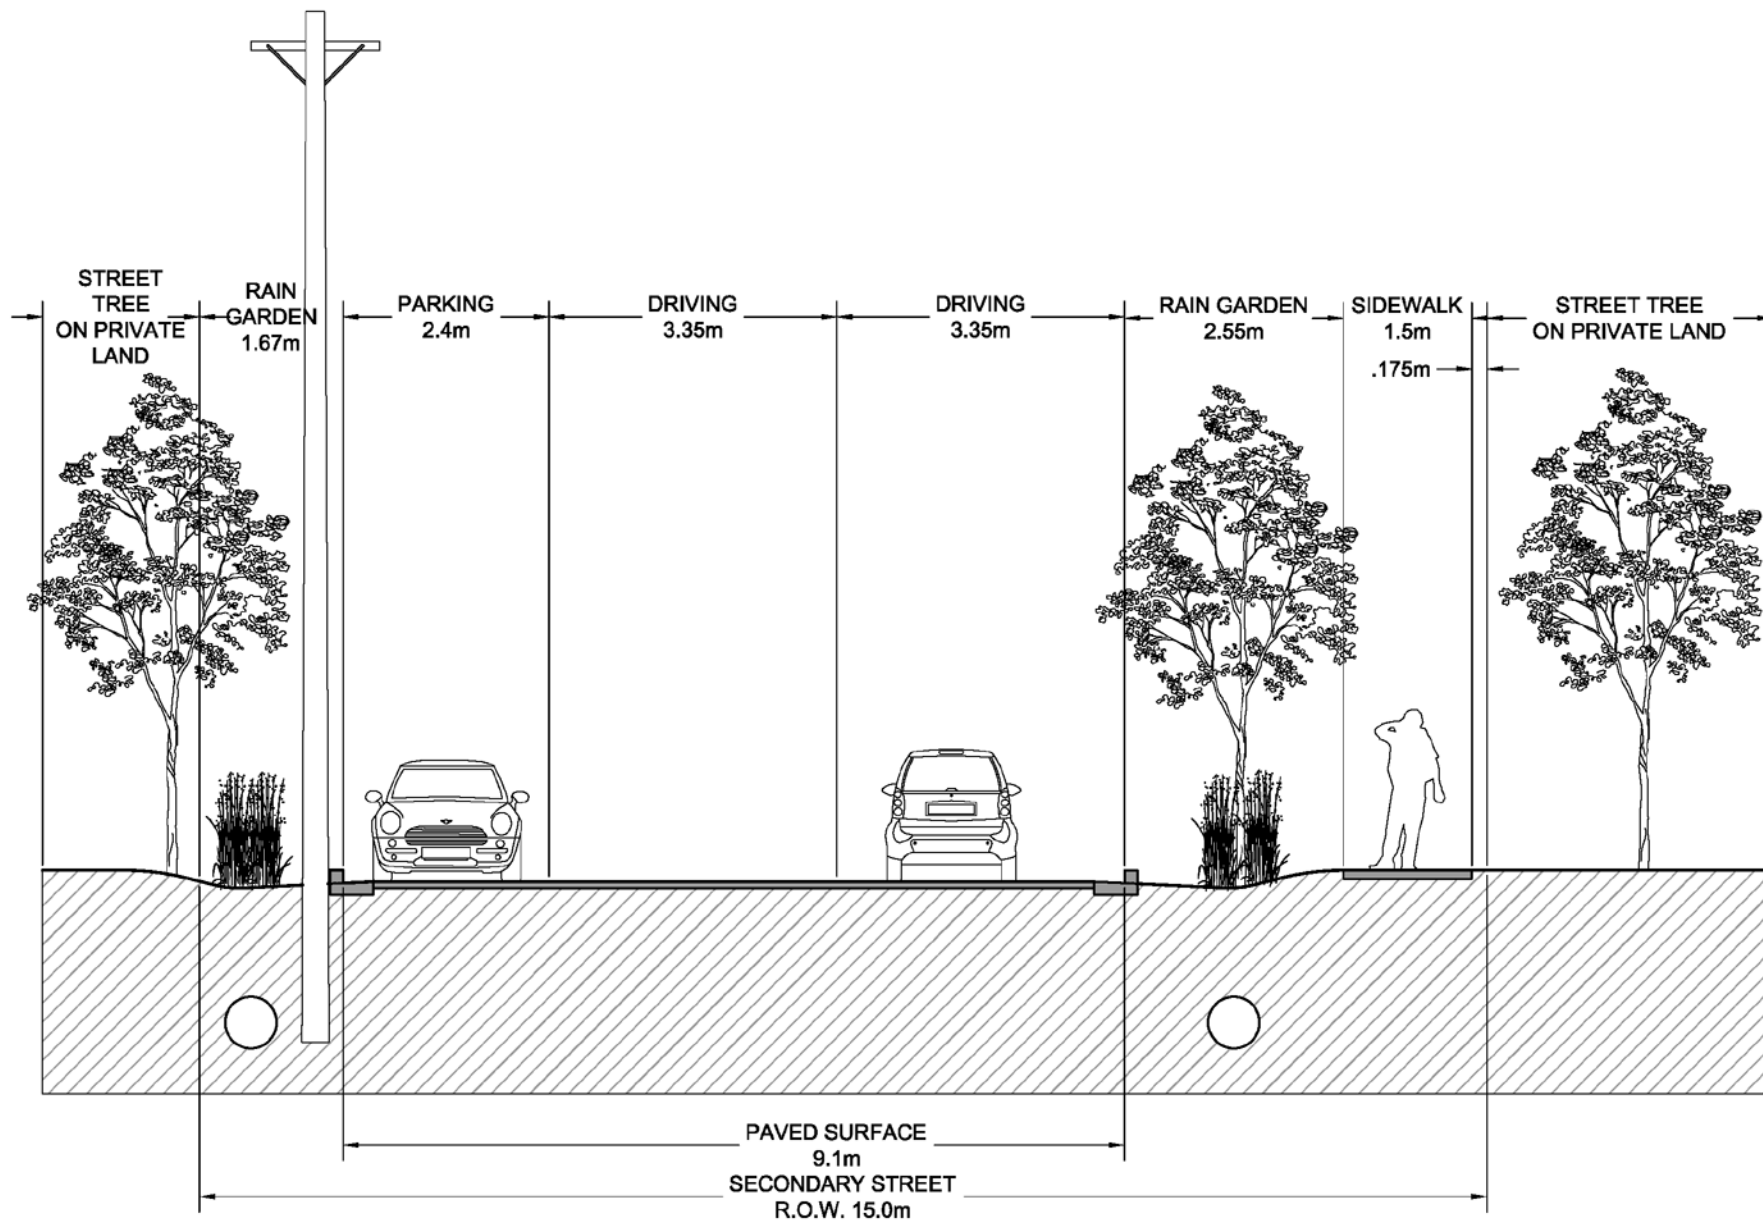 STREET
TREE
ON PRIVATE
LAND
RAIN
GARDEN
1.67m
PARKING
2.4m
DRIVING
3.35m
DRIVING
3.35m
RAIN GARDEN
2.55m
SIDEWALK
1.5m
.175m
STREET TREE
ON PRIVATE LAND
PAVED SURFACE
9.1m
SECONDARY STREET
R.O.W. 15.0m